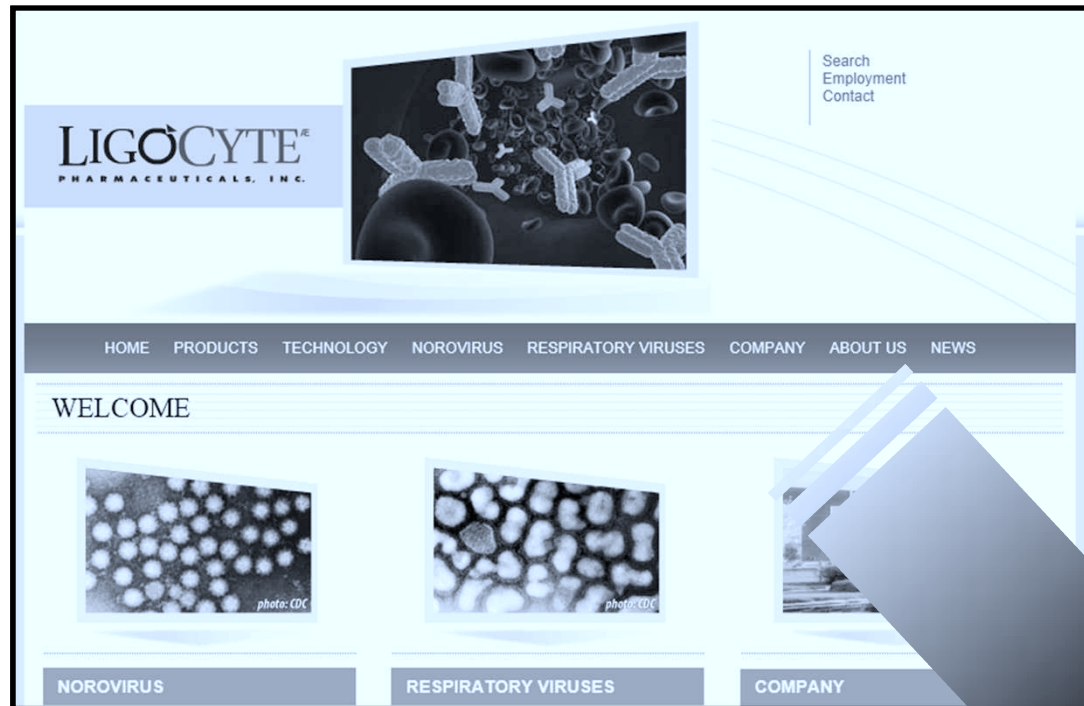 Search
Employment
Contact
LIGOCYTE Æ
PHARMACEUTICALS, INC.
HOME PRODUCTS TECHNOLOGY NOROVIRUS RESPIRATORY VIRUSES COMPANY ABOUT US NEWS
WELCOME
photo: CDC
photo: CDC
NOROVIRUS
RESPIRATORY VIRUSES
COMPANY